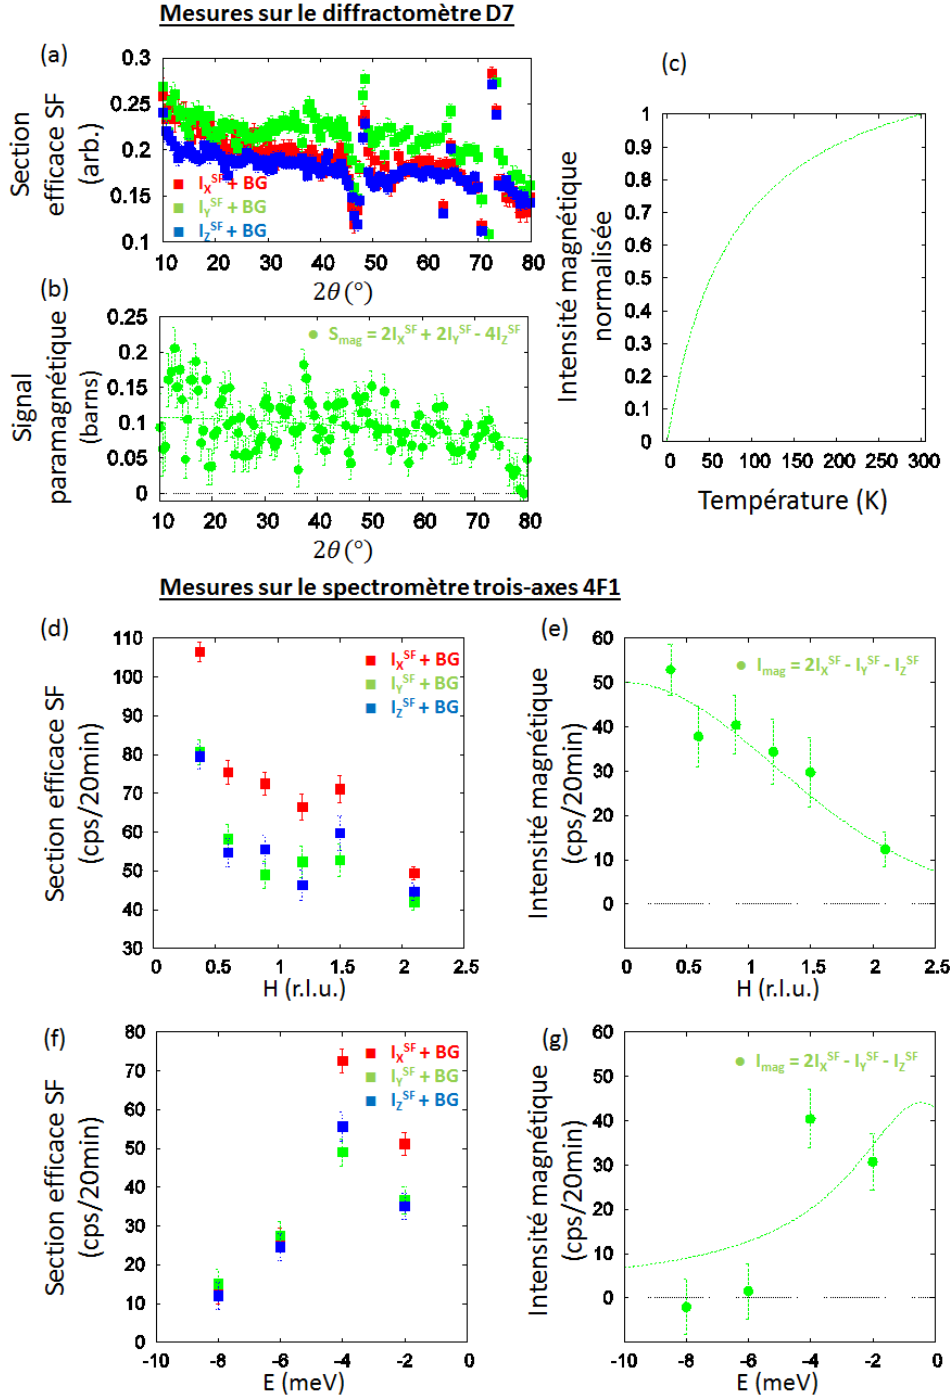 Mesures sur le diffractomètre D7
(a)
Section
efficace SF
(arb.)
0.3
0.25
0.2
0.15
0.1
I_X^SF + BG
I_Y^SF + BG
I_Z^SF + BG
10 20 30 40 50 60 70 80
2θ (°)
(b)
Signal
paramagnétique
(barns)
0.25
0.2
0.15
0.1
0.05
0
S_mag = 2I_X^SF + 2I_Y^SF - 4I_Z^SF
10 20 30 40 50 60 70 80
2θ (°)
(c)
Intensité magnétique
normalisée
1
0.9
0.8
0.7
0.6
0.5
0.4
0.3
0.2
0.1
0
0 50 100 150 200 250 300
Température (K)
Mesures sur le spectromètre trois-axes 4F1
(d)
Section efficace SF
(cps/20min)
110
100
90
80
70
60
50
40
30
I_X^SF + BG
I_Y^SF + BG
I_Z^SF + BG
0 0.5 1 1.5 2 2.5
H (r.l.u.)
(e)
Intensité magnétique
(cps/20min)
60
50
40
30
20
10
0
I_mag = 2I_X^SF - I_Y^SF - I_Z^SF
0 0.5 1 1.5 2 2.5
H (r.l.u.)
(f)
Section efficace SF
(cps/20min)
80
70
60
50
40
30
20
10
0
I_X^SF + BG
I_Y^SF + BG
I_Z^SF + BG
-10 -8 -6 -4 -2 0
E (meV)
(g)
Intensité magnétique
(cps/20min)
60
50
40
30
20
10
0
I_mag = 2I_X^SF - I_Y^SF - I_Z^SF
-10 -8 -6 -4 -2 0
E (meV)